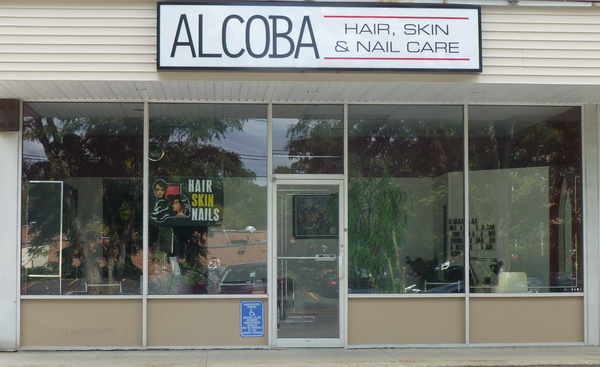 ALCOBA
HAIR, SKIN
& NAIL CARE
HAIR
SKIN
NAILS